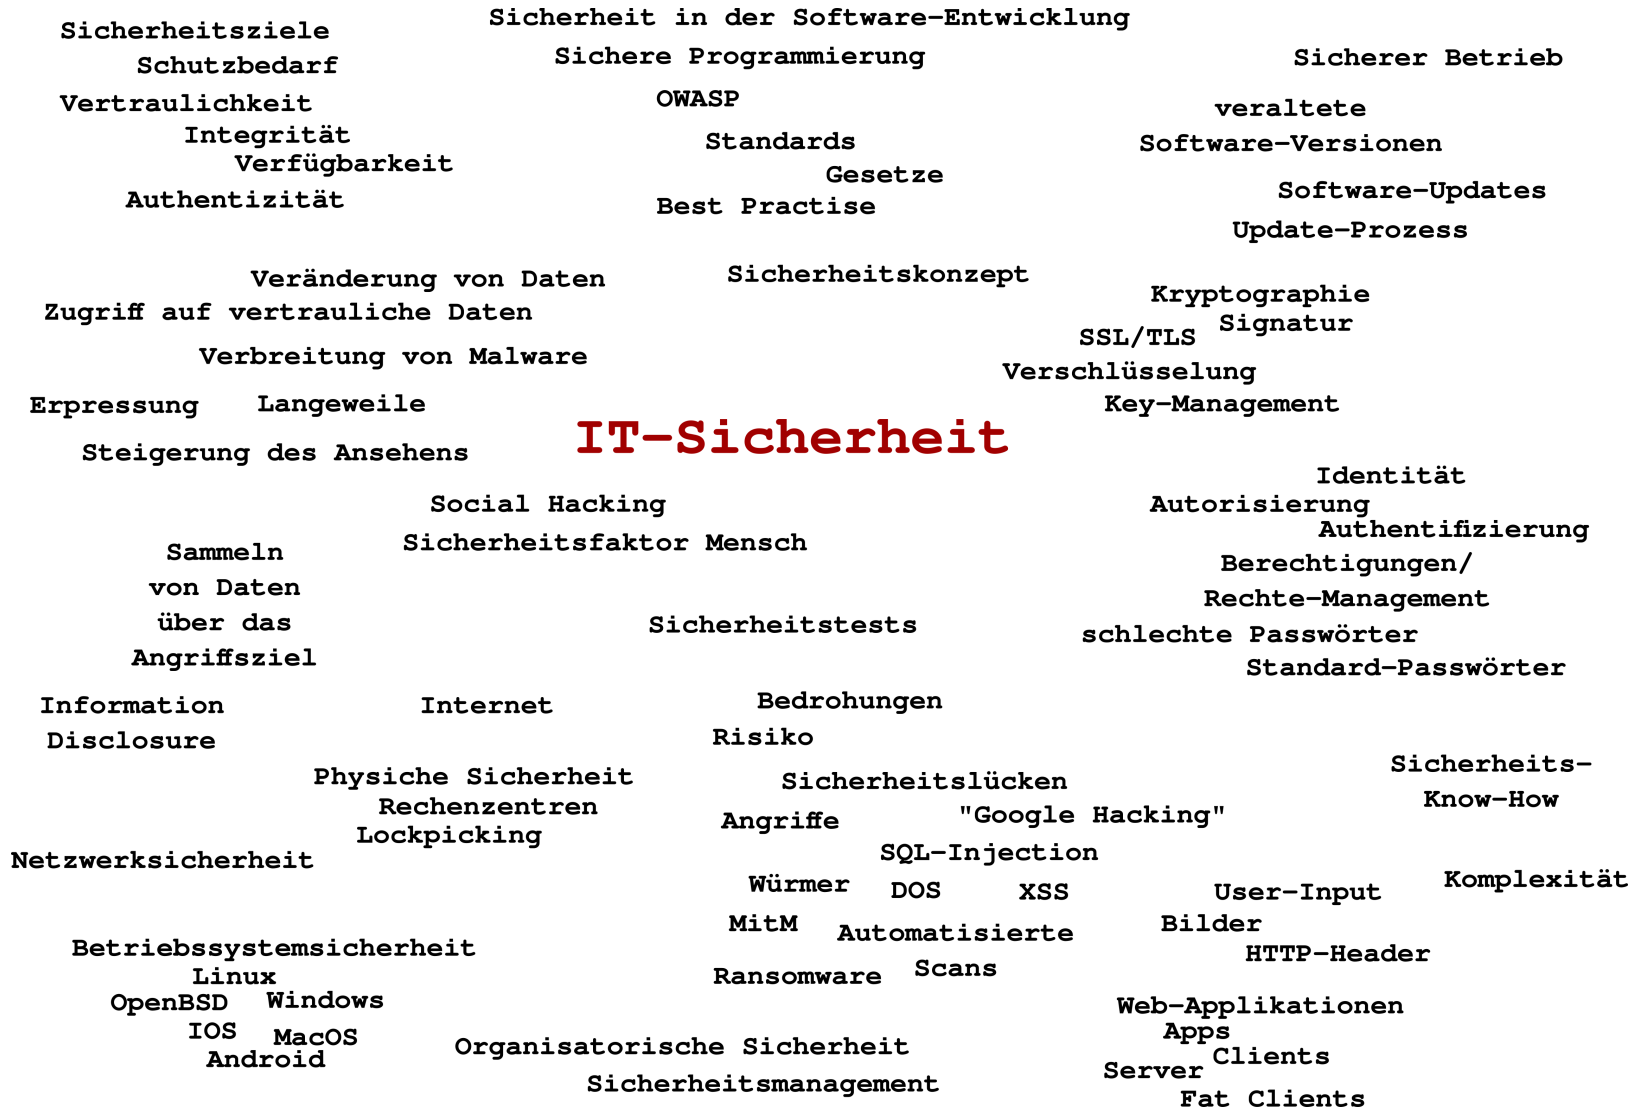 Sicherheit in der Software-Entwicklung
Sicherheitsziele
Sichere Programmierung
Sicherer Betrieb
Schutzbedarf
Vertraulichkeit
OWASP
veraltete
Integrität
Standards
Software-Versionen
Verfügbarkeit
Gesetze
Software-Updates
Authentizität
Best Practise
Update-Prozess
Veränderung von Daten
Sicherheitskonzept
Kryptographie
Zugriff auf vertrauliche Daten
Signatur
SSL/TLS
Verbreitung von Malware
Verschlüsselung
Erpressung
Langeweile
Key-Management
IT-Sicherheit
Steigerung des Ansehens
Identität
Social Hacking
Autorisierung
Authentifizierung
Sicherheitsfaktor Mensch
Sammeln
von Daten
über das
Angriffsziel
Berechtigungen/
Rechte-Management
Sicherheitstests
schlechte Passwörter
Standard-Passwörter
Information
Disclosure
Internet
Bedrohungen
Risiko
Sicherheits-
Know-How
Physiche Sicherheit
Sicherheitslücken
Rechenzentren
"Google Hacking"
Angriffe
Lockpicking
Netzwerksicherheit
SQL-Injection
Würmer
DOS
XSS
User-Input
Komplexität
MitM
Automatisierte
Scans
Bilder
HTTP-Header
Betriebssystemsicherheit
Linux
Ransomware
OpenBSD
Windows
Web-Applikationen
IOS
MacOS
Apps
Android
Organisatorische Sicherheit
Clients
Server
Sicherheitsmanagement
Fat Clients